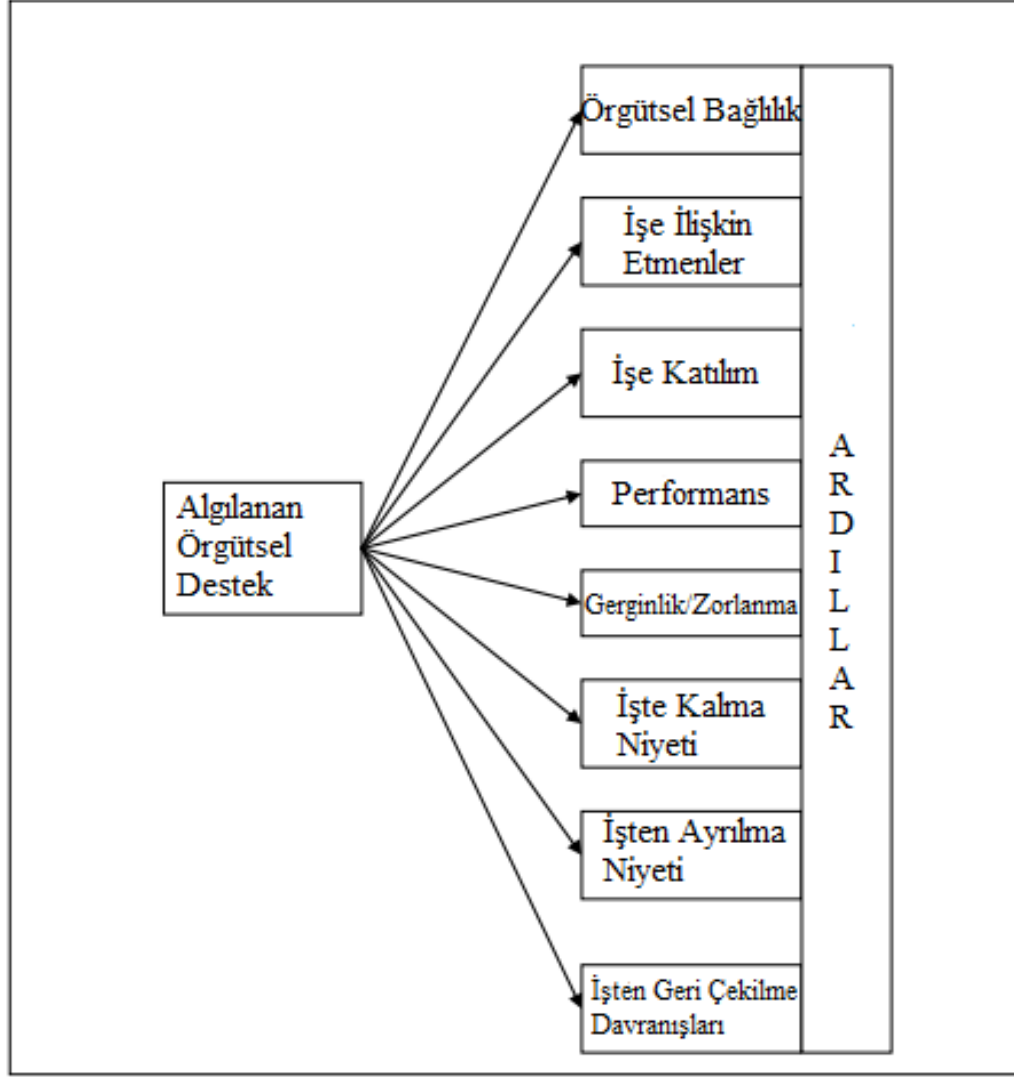 Örgütsel Bağlılık
İşe İlişkin
Etmenler
İşe Katılım
Performans
Algılanan
Örgütsel
Destek
Gerginlik/Zorlanma
İşte Kalma
Niyeti
İşten Ayrılma
Niyeti
İşten Geri Çekilme
Davranışları
A
R
D
I
L
L
A
R